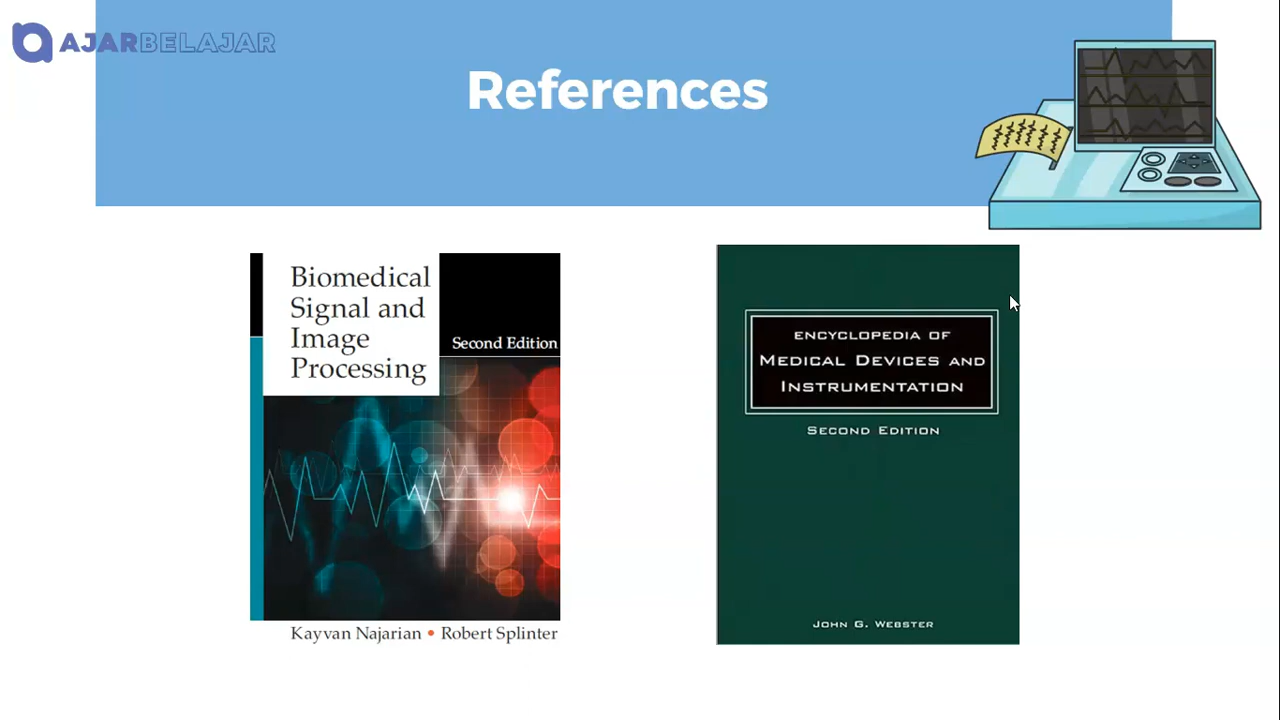 AJARBELAJAR
References
Biomedical
Signal and
Image
Processing
Second Edition
Kayvan Najarian • Robert Splinter
ENCYCLOPEDIA OF
MEDICAL DEVICES AND
INSTRUMENTATION
SECOND EDITION
JOHN G. WEBSTER